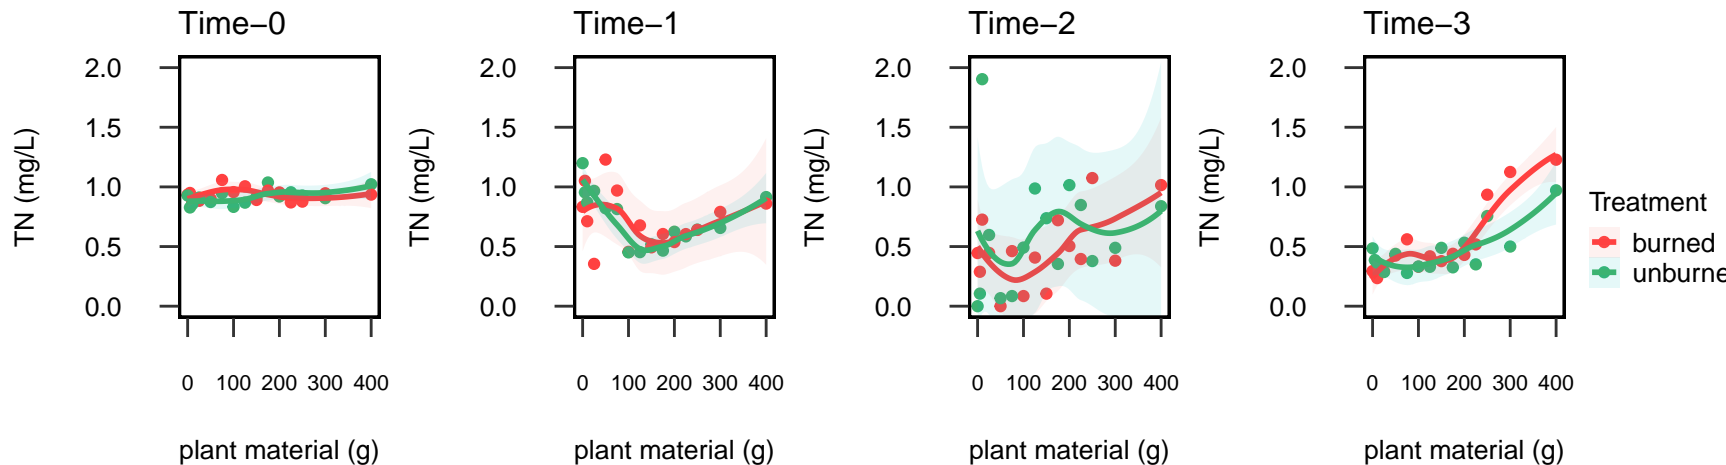 Time−0 Time−1 Time−2 Time−3
2.0 2.0 2.0 2.0
1.5 1.5 1.5 1.5
1.0 1.0 1.0 1.0
0.5 0.5 0.5 0.5
0.0 0.0 0.0 0.0
TN (mg/L) TN (mg/L) TN (mg/L) TN (mg/L)
Treatment
burned
unburne
0 100 200 300 400 0 100 200 300 400 0 100 200 300 400 0 100 200 300 400
plant material (g) plant material (g) plant material (g) plant material (g)